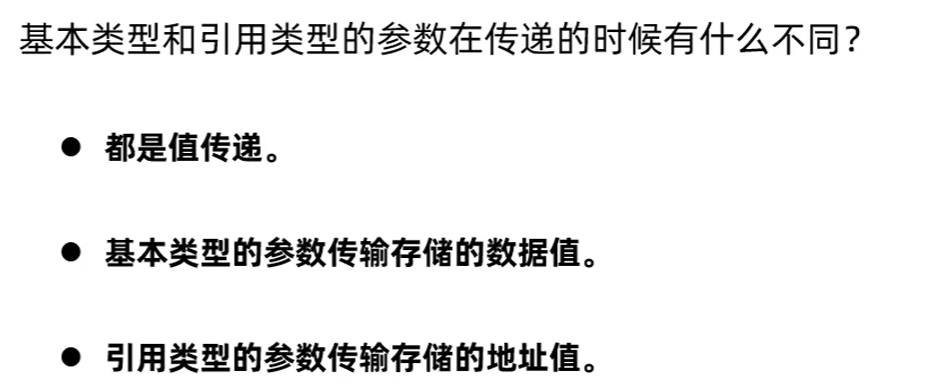 基本类型和引用类型的参数在传递的时候有什么不同？
● 都是值传递。
● 基本类型的参数传输存储的数据值。
● 引用类型的参数传输存储的地址值。